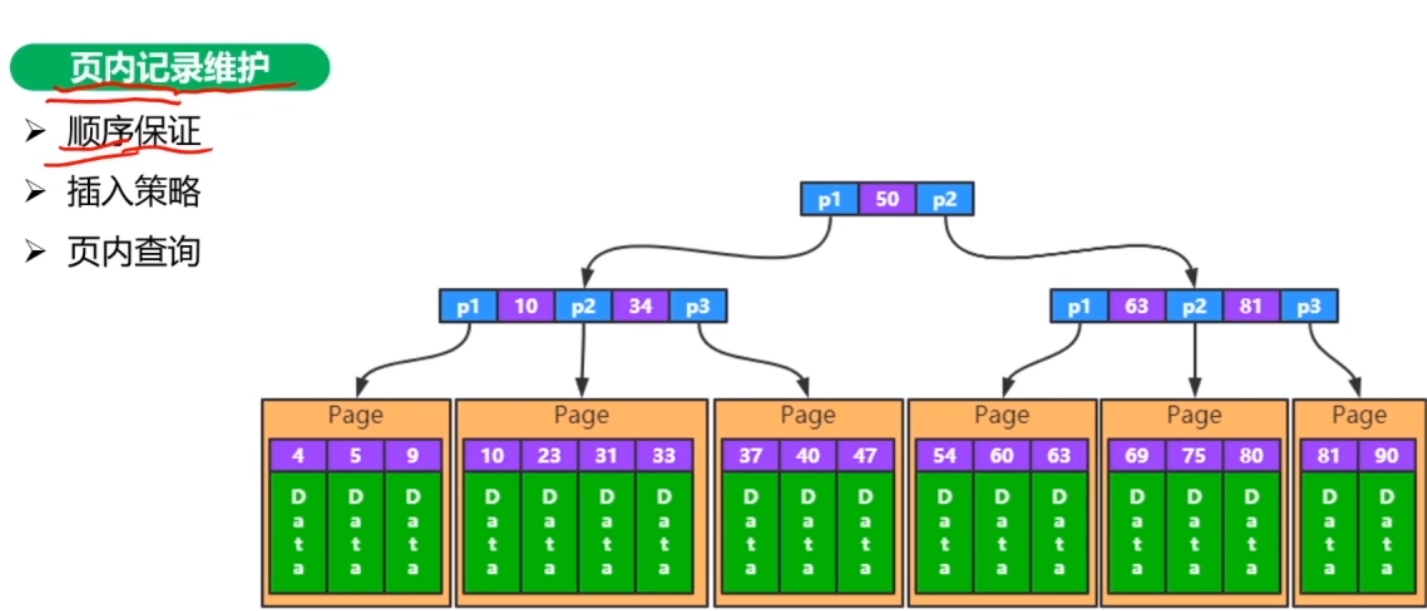 页内记录维护
顺序保证
插入策略
页内查询
p1 50 p2
p1 10 p2 34 p3
p1 63 p2 81 p3
Page Page Page Page Page Page
4 5 9 10 23 31 33 37 40 47 54 60 63 69 75 80 81 90
Data Data Data Data Data Data Data Data Data Data Data Data Data Data Data Data Data Data